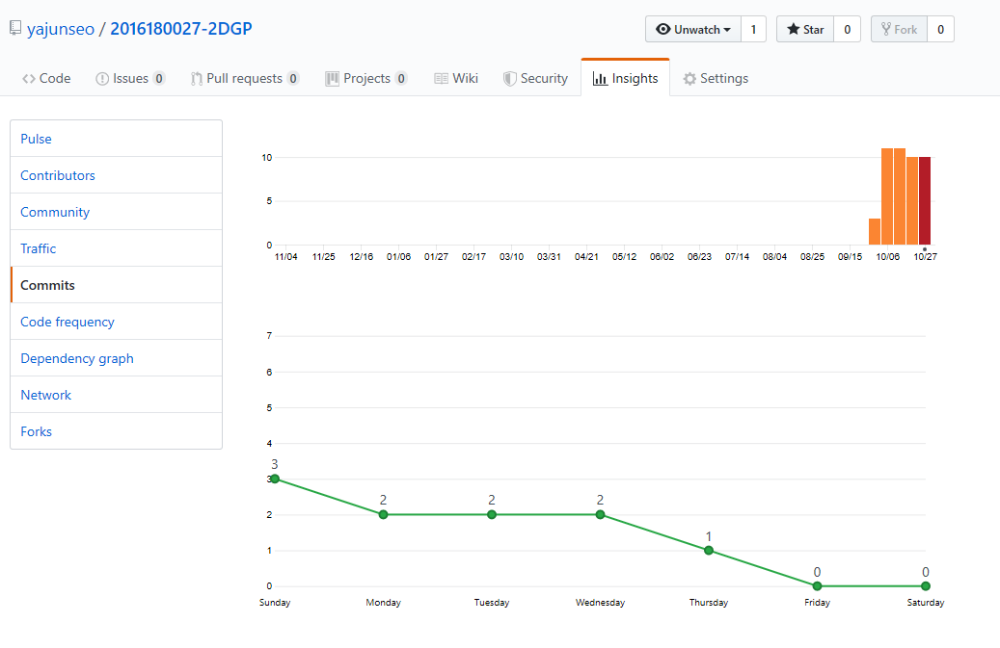 yajunseo / 2016180027-2DGP
Unwatch 1 Star 0 Fork 0
Code Issues 0 Pull requests 0 Projects 0 Wiki Security Insights Settings
Pulse
Contributors
Community
Traffic
Commits
Code frequency
Dependency graph
Network
Forks
10
5
0
11/04 11/25 12/16 01/06 01/27 02/17 03/10 03/31 04/21 05/12 06/02 06/23 07/14 08/04 08/25 09/15 10/06 10/27
7
6
5
4
3
3
2 2 2
2
1
1
0 0
0
Sunday Monday Tuesday Wednesday Thursday Friday Saturday